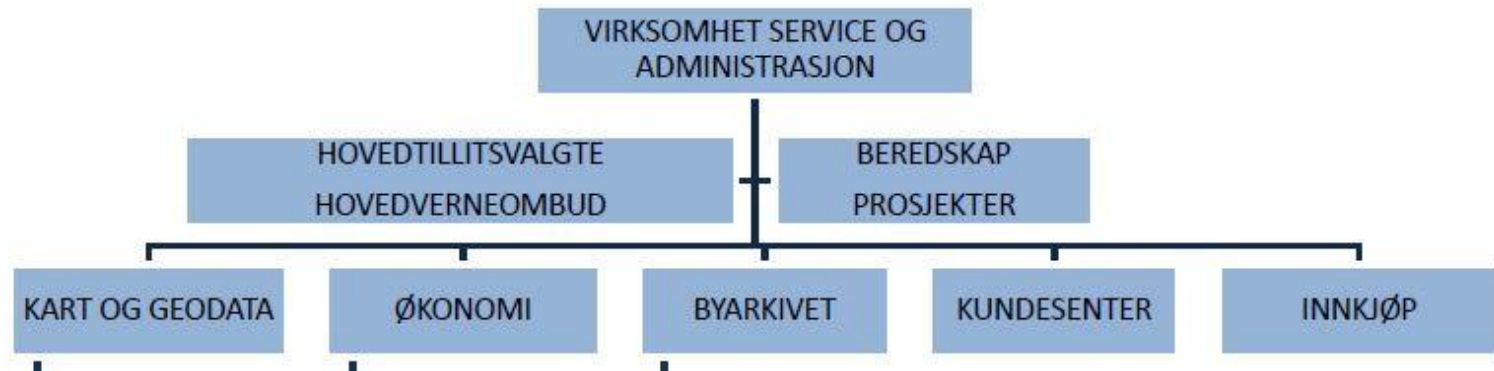 VIRKSOMHET SERVICE OG
ADMINISTRASJON
HOVEDTILLITSVALGTE
HOVEDVERNEOMBUD
BEREDSKAP
PROSJEKTER
KART OG GEODATA
ØKONOMI
BYARKIVET
KUNDESENTER
INNKJØP